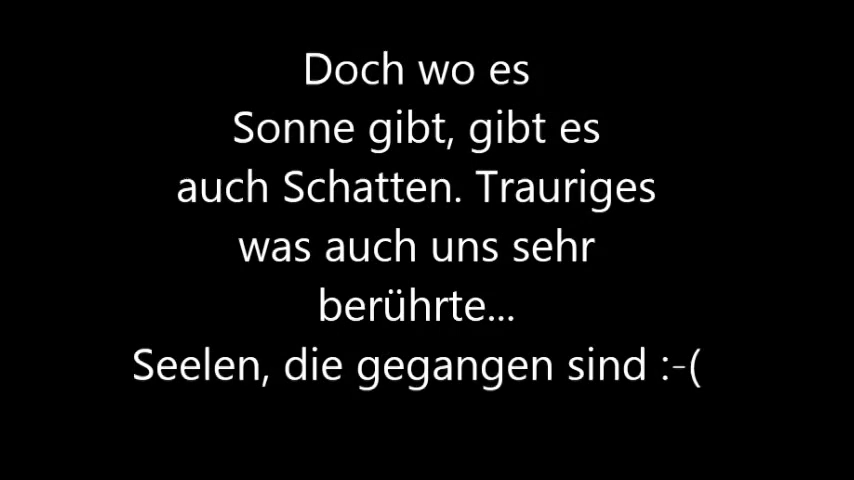 Doch wo es
Sonne gibt, gibt es
auch Schatten. Trauriges
was auch uns sehr
berührte...
Seelen, die gegangen sind :-(